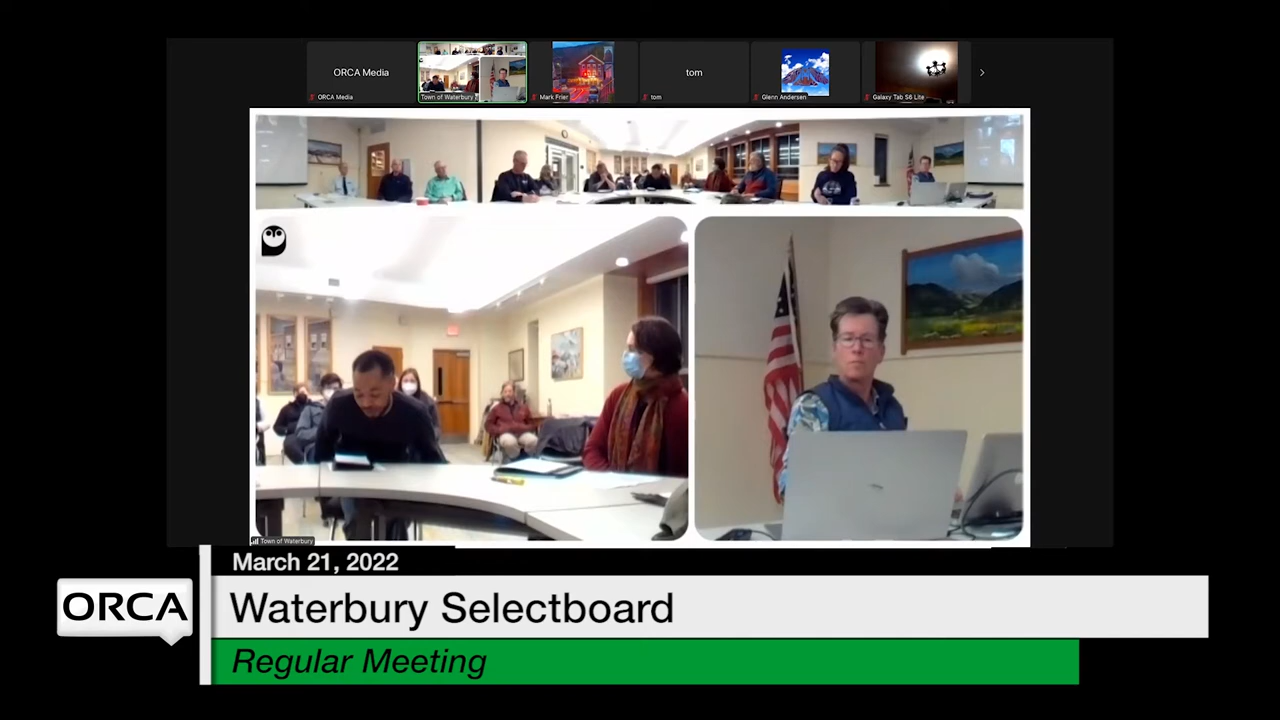 ORCA Media
tom
ORCA Media
Town of Waterbury
Mark Frier
tom
Glenn Andersen
Galaxy Tab S6 Lite
Town of Waterbury
March 21, 2022
ORCA
Waterbury Selectboard
Regular Meeting